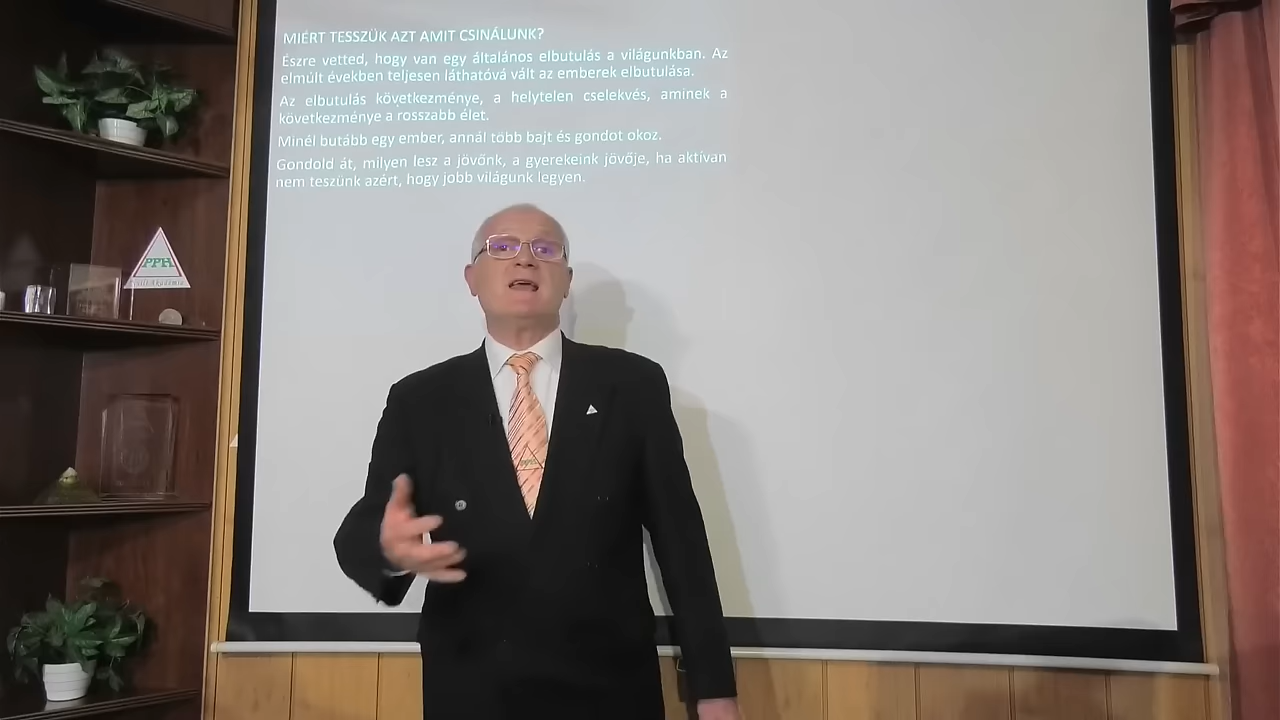 MIÉRT TESSZÜK AZT AMIT CSINÁLUNK?
Észre vetted, hogy van egy általános elbutulás a világunkban. Az
elmúlt években teljesen láthatóvá vált az emberek elbutulása.
Az elbutulás következménye, a helytelen cselekvés, aminek a
következménye a rosszabb élet.
Minél butább egy ember, annál több bajt és gondot okoz.
Gondold át, milyen lesz a jövőnk, a gyerekeink jövője, ha aktívan
nem teszünk azért, hogy jobb világunk legyen.
PPH